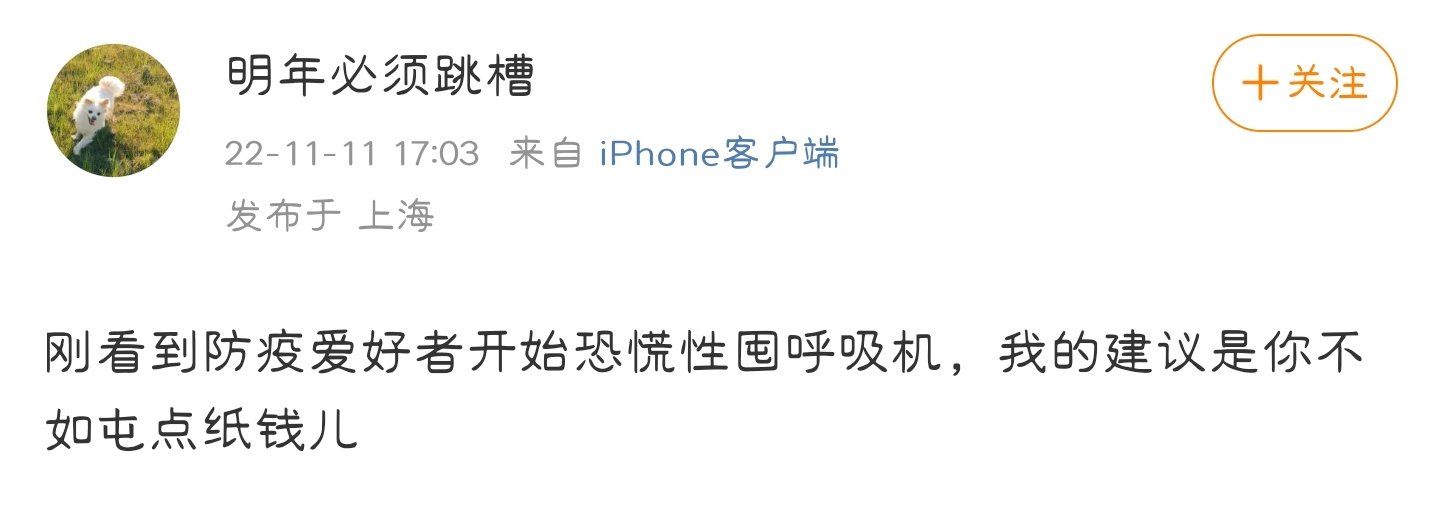 明年必须跳槽
+关注
22-11-11 17:03 来自 iPhone客户端
发布于 上海
刚看到防疫爱好者开始恐慌性囤呼吸机，我的建议是你不
如屯点纸钱儿